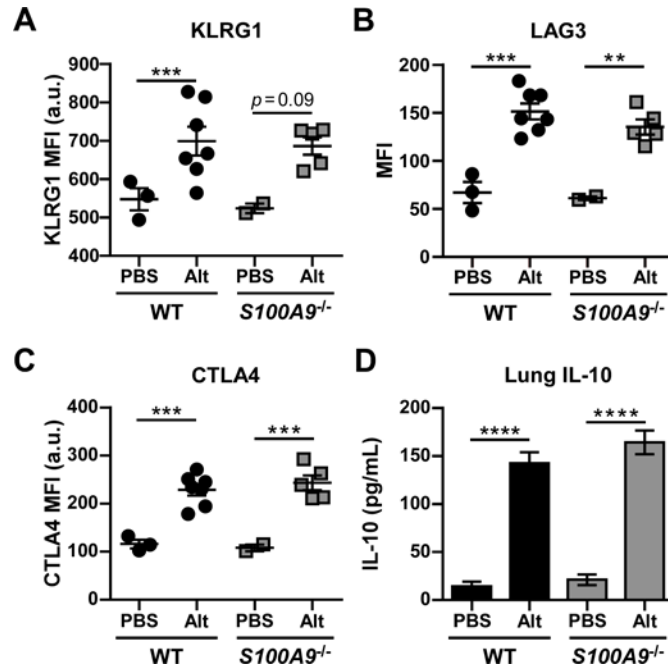 A
KLRG1
KLRG1 MFI (a.u.)
900
800
700
600
500
400
***
p=0.09
PBS Alt PBS Alt
WT S100A9-/-
B
LAG3
MFI
200
150
100
50
0
***
**
PBS Alt PBS Alt
WT S100A9-/-
C
CTLA4
CTLA4 MFI (a.u.)
400
300
200
100
0
***
***
PBS Alt PBS Alt
WT S100A9-/-
D
Lung IL-10
IL-10 (pg/mL)
200
150
100
50
0
****
****
PBS Alt PBS Alt
WT S100A9-/-